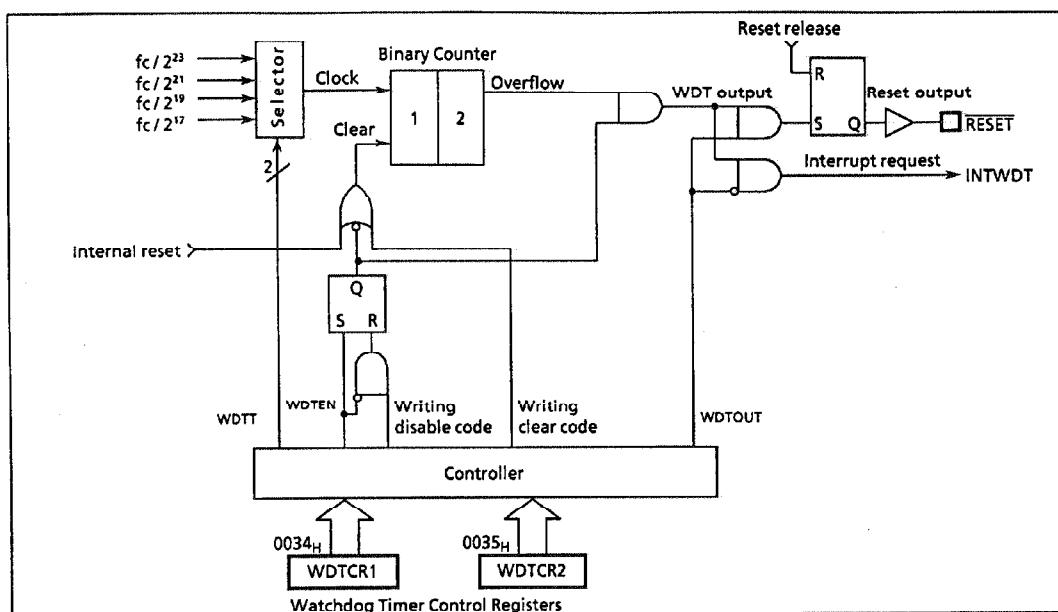 Reset release
fc / 2²³
fc / 2²¹
fc / 2¹⁹
fc / 2¹⁷
Selector
Clock
Binary Counter
1 2
Overflow
WDT output
R
S Q
Reset output
RESET
Clear
2
Interrupt request
INTWDT
Internal reset
Q
S R
WDTT
WDTEN
Writing
disable code
Writing
clear code
WDTOUT
Controller
0034H
0035H
WDTCR1
WDTCR2
Watchdog Timer Control Registers